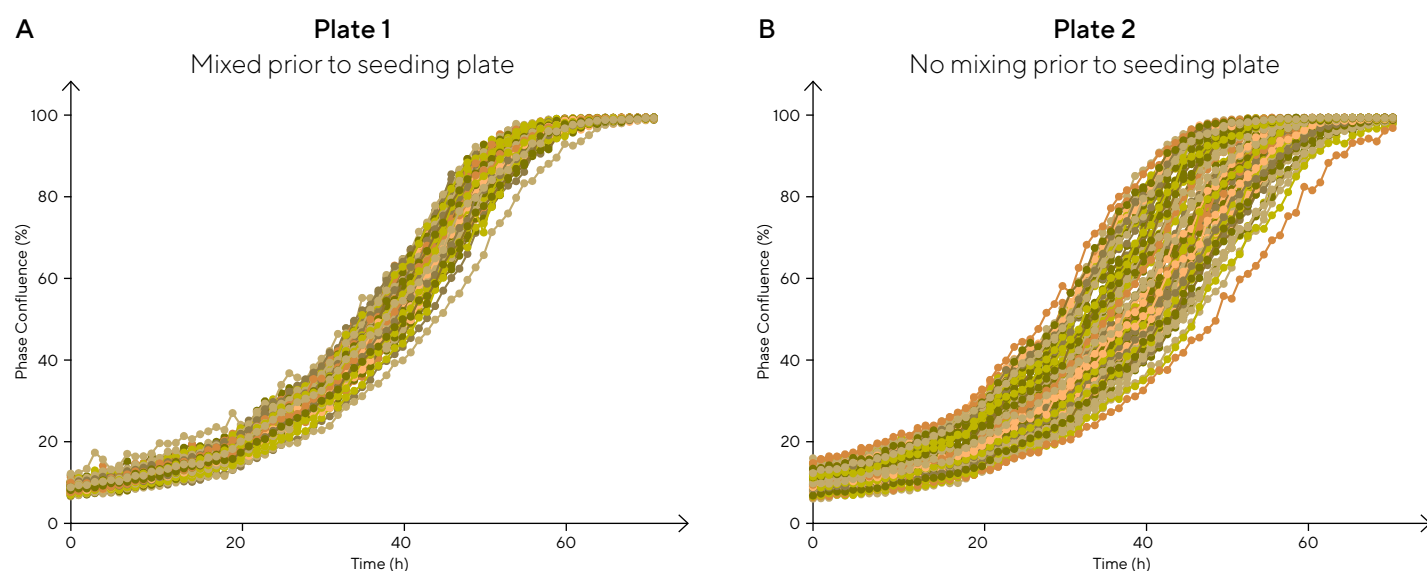 A
Plate 1
Mixed prior to seeding plate
100
80
60
40
20
0
Phase Confluence (%)
0
20
40
60
Time (h)
B
Plate 2
No mixing prior to seeding plate
100
80
60
40
20
0
Phase Confluence (%)
0
20
40
60
Time (h)